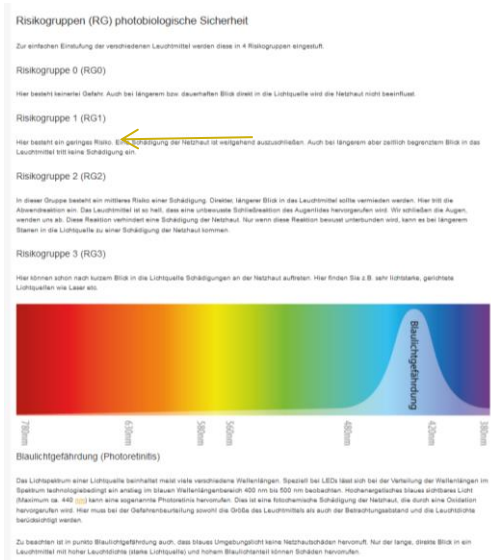 Risikogruppen (RG) photobiologische Sicherheit
Zur einfachen Einstufung der verschiedenen Leuchtmittel werden diese in 4 Risikogruppen eingestuft.
Risikogruppe 0 (RG0)
Hier besteht keinerlei Gefahr. Auch bei längerem bzw. dauerhaften Blick direkt in die Lichtquelle wird die Netzhaut nicht beeinflusst.
Risikogruppe 1 (RG1)
Hier besteht ein geringes Risiko. Eine Schädigung der Netzhaut ist weitgehend auszuschließen. Auch bei längerem aber zeitlich begrenztem Blick in das
Leuchtmittel tritt keine Schädigung ein.
Risikogruppe 2 (RG2)
In dieser Gruppe besteht ein mittleres Risiko einer Schädigung. Direkter, längerer Blick in das Leuchtmittel sollte vermieden werden. Hier tritt die
Abwendreaktion ein. Das Leuchtmittel ist so hell, dass eine unbewusste Schließreaktion des Augenlides hervorgerufen wird. Wir schließen die Augen,
wenden uns ab. Diese Reaktion verhindert eine Schädigung der Netzhaut. Nur wenn diese Reaktion bewusst unterbunden wird, kann es bei längerem
Starren in die Lichtquelle zu einer Schädigung der Netzhaut kommen.
Risikogruppe 3 (RG3)
Hier können schon nach kurzem Blick in die Lichtquelle Schädigungen an der Netzhaut auftreten. Hier finden Sie z.B. sehr lichtstarke, gerichtete
Lichtquellen wie Laser etc.
Blaulichtgefährdung
780nm
630nm
580nm
560nm
480nm
420nm
380nm
Blaulichtgefährdung (Photoretinitis)
Das Lichtspektrum einer Lichtquelle beinhaltet meist viele verschiedene Wellenlängen. Speziell bei LEDs lässt sich bei der Verteilung der Wellenlängen im
Spektrum technologiebedingt ein anstieg im blauen Wellenlängenbereich 400 nm bis 500 nm beobachten. Hochenergetisches blaues sichtbares Licht
(Maximum ca. 440 nm) kann eine sogenannte Photoretinis hervorrufen. Dies ist eine fotochemische Schädigung der Netzhaut, die durch eine Oxidation
hervorgerufen wird. Hier muss bei der Gefahrenbeurteilung sowohl die Größe des Leuchtmittels als auch der Betrachtungsabstand und die Leuchtdichte
berücksichtigt werden.
Zu beachten ist in punkto Blaulichtgefährdung auch, dass blaues Umgebungslicht keine Netzhautschäden hervorruft. Nur der lange, direkte Blick in ein
Leuchtmittel mit hoher Leuchtdichte (starke Lichtquelle) und hohem Blaulichtanteil können Schäden hervorrufen.